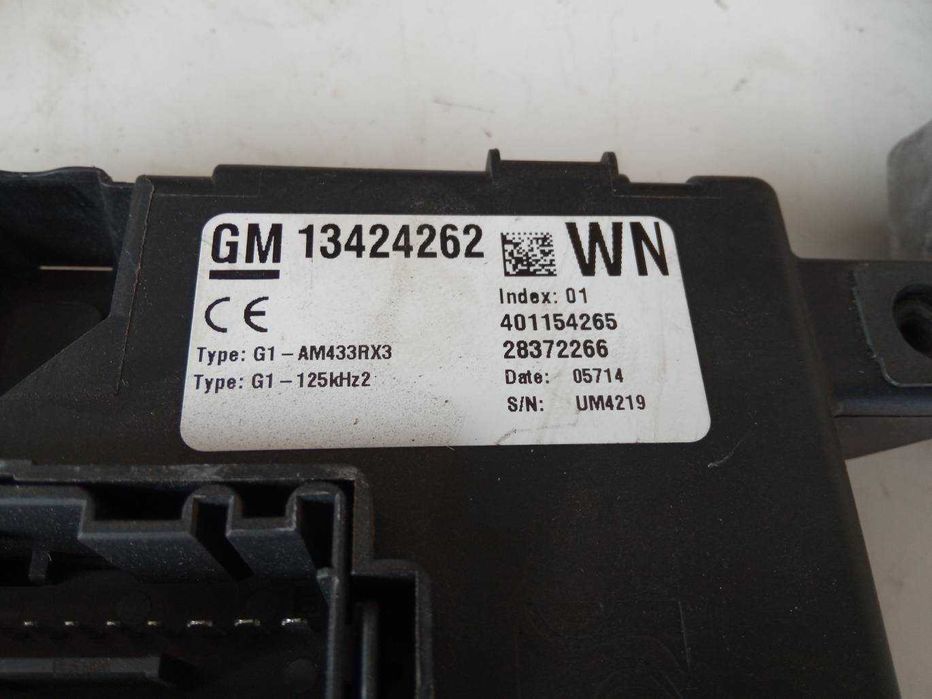 GM 13424262 WN
CE
Index: 01
401154265
Type: G1-AM433RX3
28372266
Type: G1-125kHz2
Date: 05714
S/N: UM4219